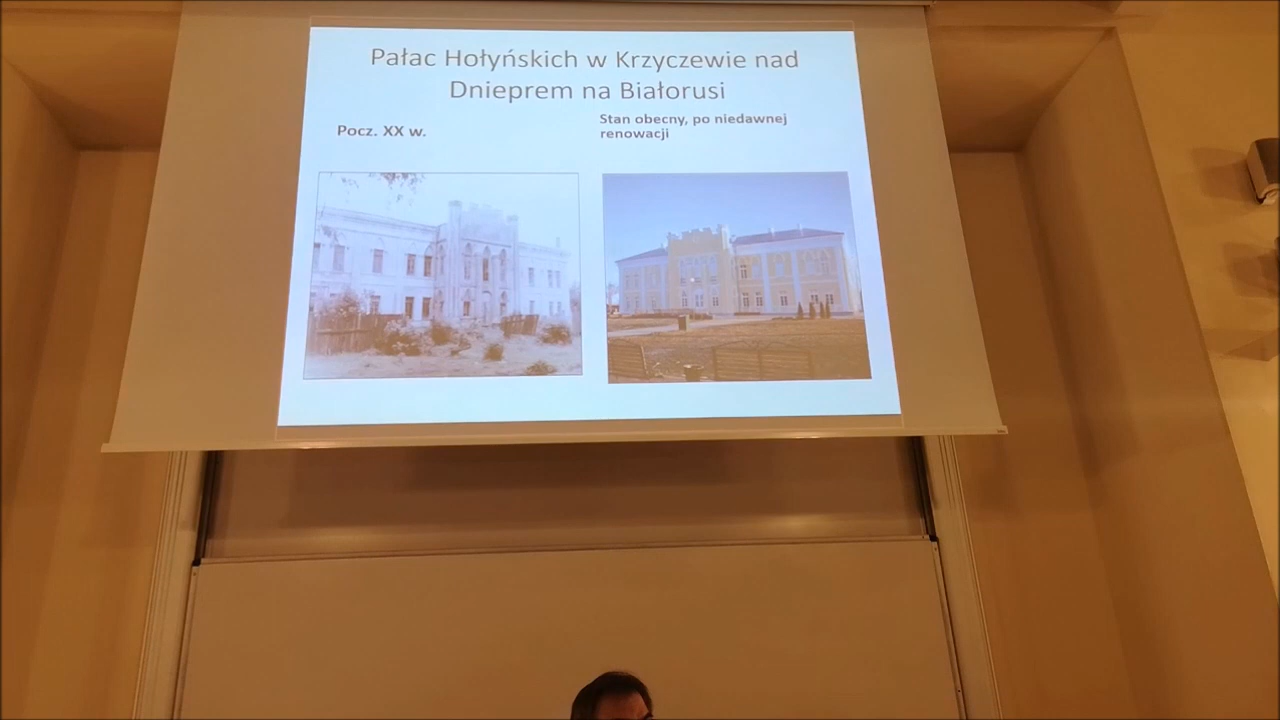 Pałac Hołyńskich w Krzyczewie nad
Dnieprem na Białorusi
Pocz. XX w.
Stan obecny, po niedawnej
renowacji